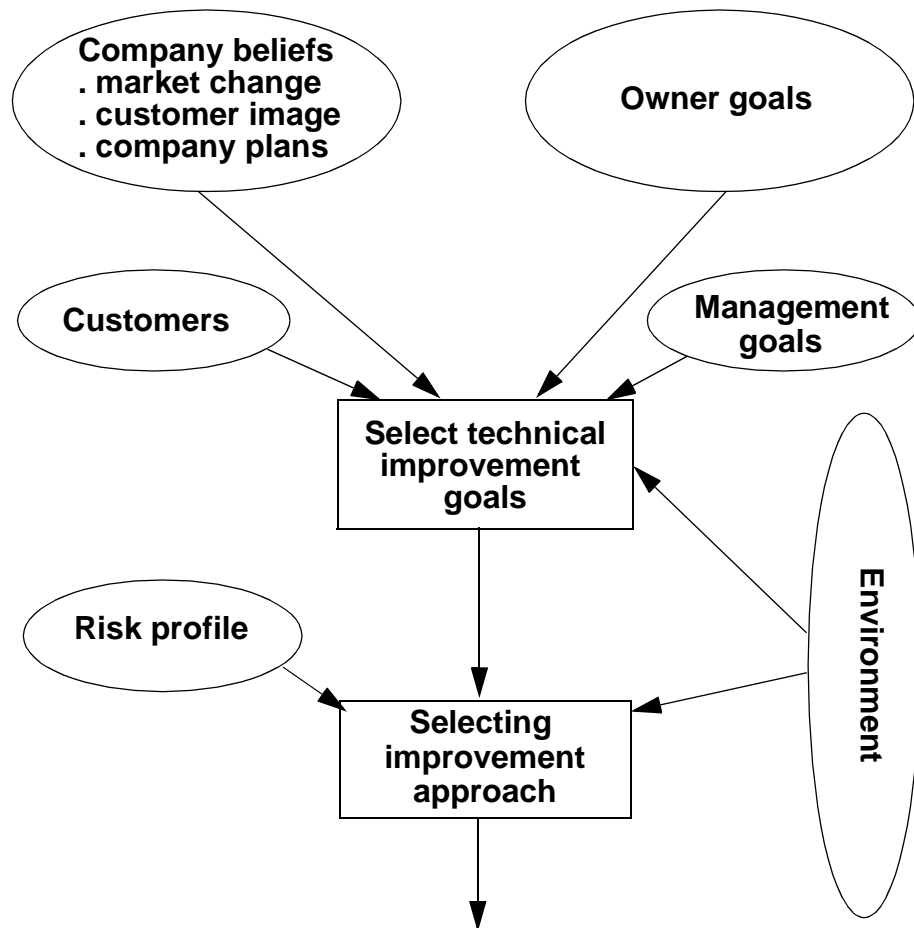 Company beliefs
. market change
. customer image
. company plans
Owner goals
Customers
Management
goals
Select technical
improvement
goals
Environment
Risk profile
Selecting
improvement
approach